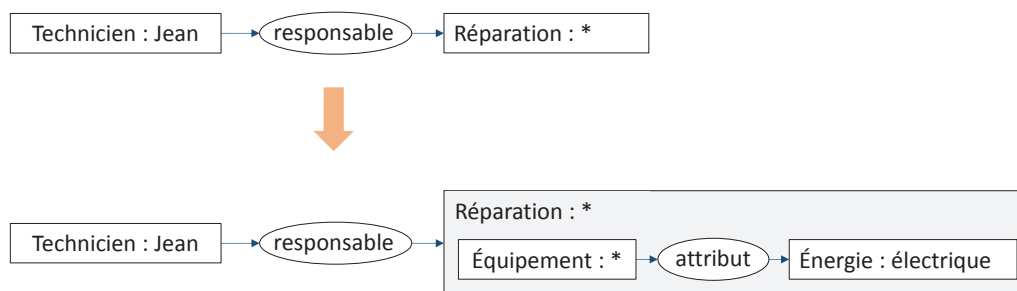 Technicien : Jean responsable Réparation : *
Réparation : *
Technicien : Jean responsable
Équipement : * attribut Énergie : électrique